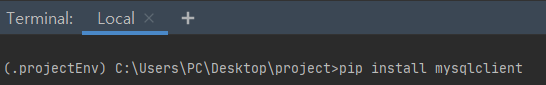 Terminal: Local × +
(.projectEnv) C:\Users\PC\Desktop\project>pip install mysqlclient